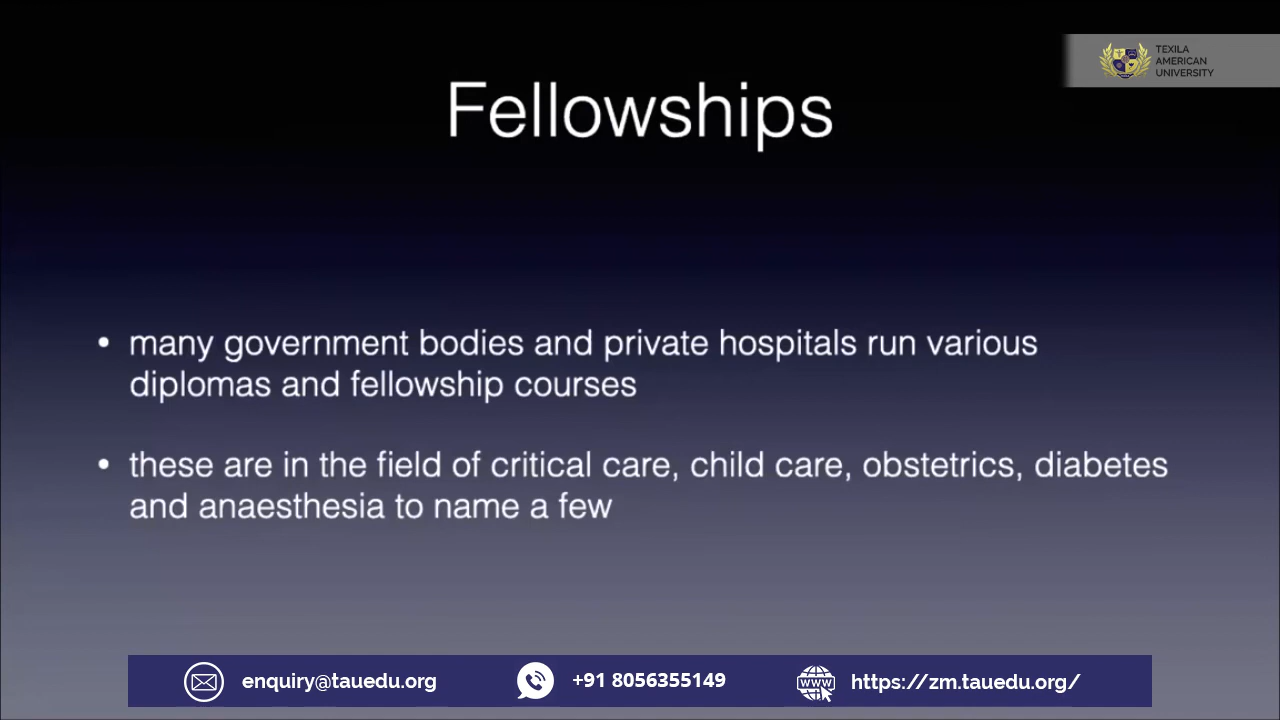 TEXILA
AMERICAN
UNIVERSITY
Fellowships
• many government bodies and private hospitals run various
diplomas and fellowship courses
• these are in the field of critical care, child care, obstetrics, diabetes
and anaesthesia to name a few
enquiry@tauedu.org
+91 8056355149
www
https://zm.tauedu.org/